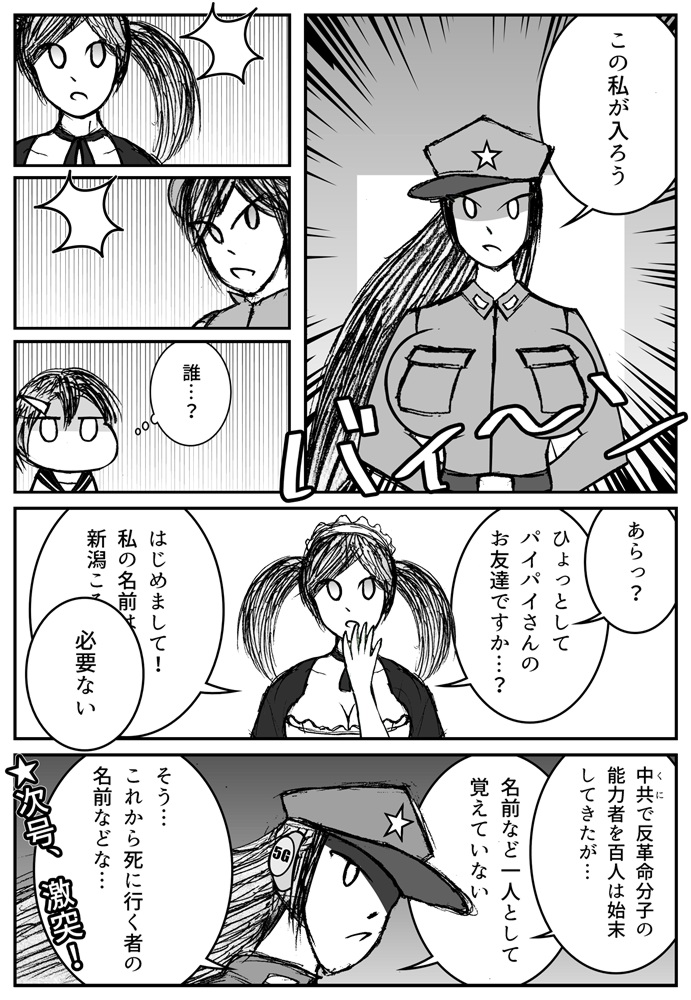 この私が入ろう
バイ〜ン
誰…？
あらっ？
ひょっとして
パイパイさんの
お友達ですか…？
はじめまして！
私の名前は
新潟こ
必要ない
中共で反革命分子の
くに
能力者を百人は始末
してきたが…
名前など一人として
覚えていない
5G
そう…
これから死に行く者の
名前などな…
★次号、激突！